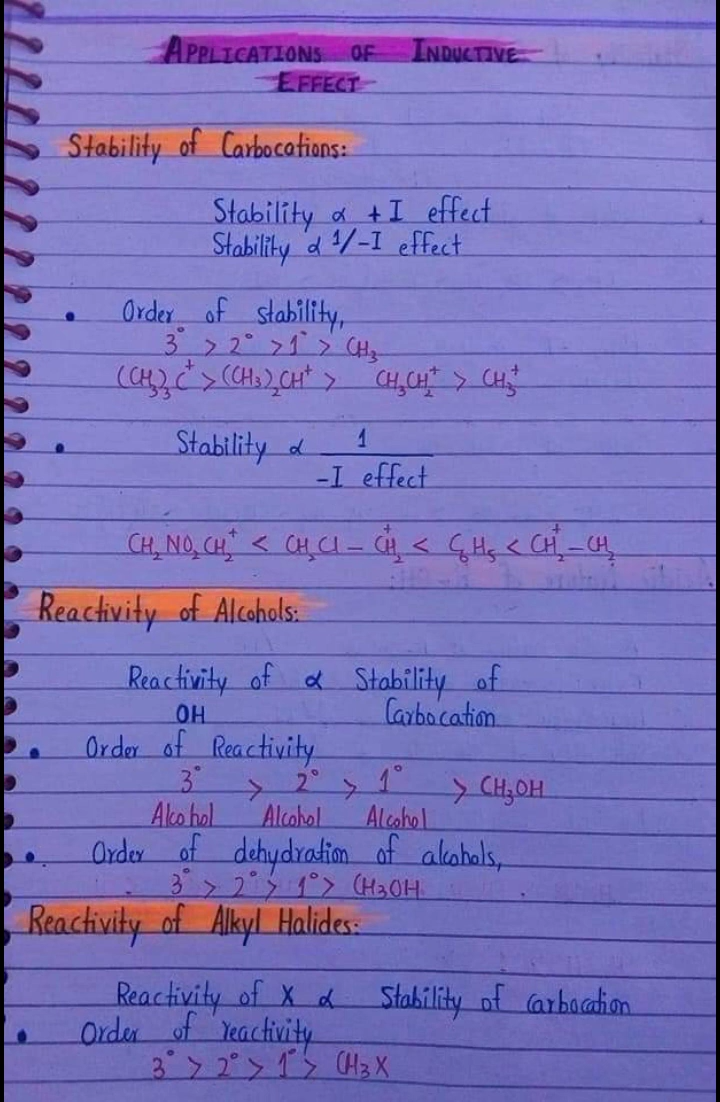 APPLICATIONS OF INDUCTIVE
EFFECT
Stability of Carbocations:
Stability α +I effect
Stability α 1/-I effect
• Order of stability,
3° > 2° > 1° > CH₃
(CH₃)₃C⁺ > (CH₃)₂CH⁺ > CH₃CH₂⁺ > CH₃⁺
• Stability α 1
-I effect
CH₂NO₂CH₂⁺ < CH₂Cl – CH₂⁺ < C₆H₅ < CH₂⁺ – CH₂
Reactivity of Alcohols:
Reactivity of α Stability of
OH Carbocation
• Order of Reactivity
3° > 2° > 1° > CH₃OH
Alcohol Alcohol Alcohol
• Order of dehydration of alcohols,
3° > 2° > 1° > CH₃OH.
Reactivity of Alkyl Halides:
Reactivity of X α Stability of carbocation
• Order of reactivity
3° > 2° > 1° > CH₃X